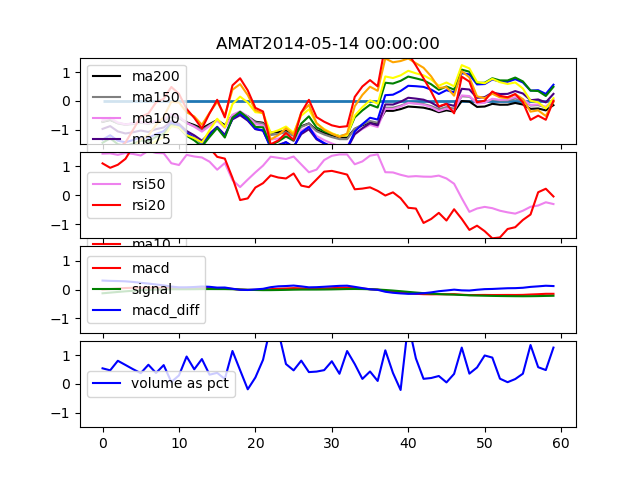 AMAT2014-05-14 00:00:00
1
0
−1
ma200
ma150
ma100
ma75
1
0
−1
rsi50
rsi20
ma10
1
0
−1
macd
signal
macd_diff
1
0
−1
volume as pct
0 10 20 30 40 50 60